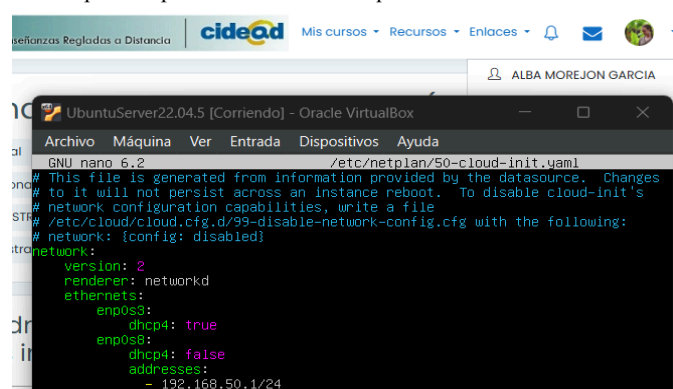 señanzas Regladas a Distancia
cidead
Mis cursos Recursos Enlaces
ALBA MOREJON GARCIA
UbuntuServer22.04.5 [Corriendo] - Oracle VirtualBox
Archivo Máquina Ver Entrada Dispositivos Ayuda
GNU nano 6.2 /etc/netplan/50-cloud-init.yaml
# This file is generated from information provided by the datasource. Changes
# to it will not persist across an instance reboot. To disable cloud-init's
# network configuration capabilities, write a file
# /etc/cloud/cloud.cfg.d/99-disable-network-config.cfg with the following:
# network: {config: disabled}
network:
version: 2
renderer: networkd
ethernets:
enp0s3:
dhcp4: true
enp0s8:
dhcp4: false
addresses:
- 192.168.50.1/24